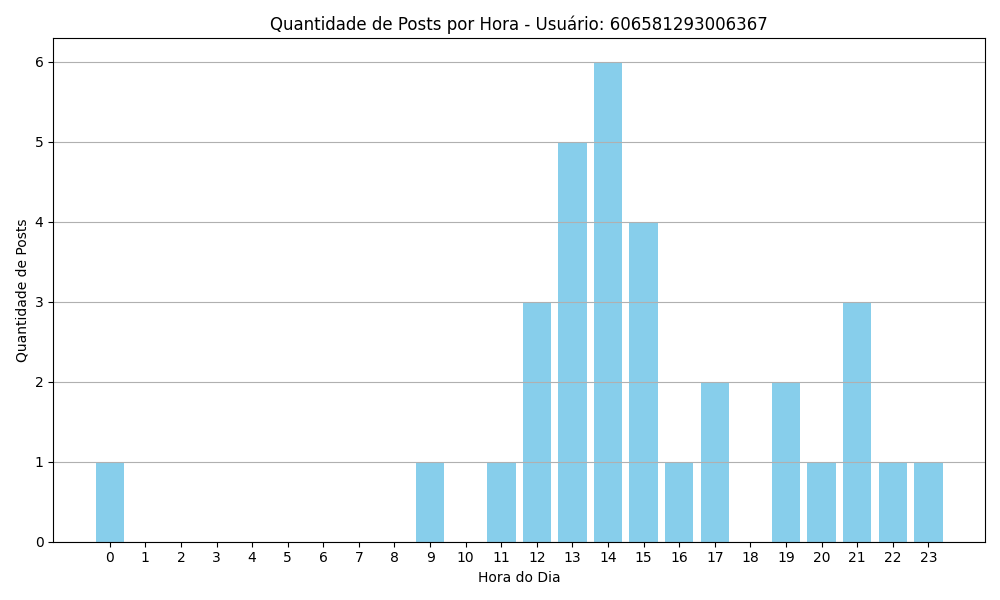 Quantidade de Posts por Hora - Usuário: 606581293006367
Quantidade de Posts
6
5
4
3
2
1
0
0 1 2 3 4 5 6 7 8 9 10 11 12 13 14 15 16 17 18 19 20 21 22 23
Hora do Dia